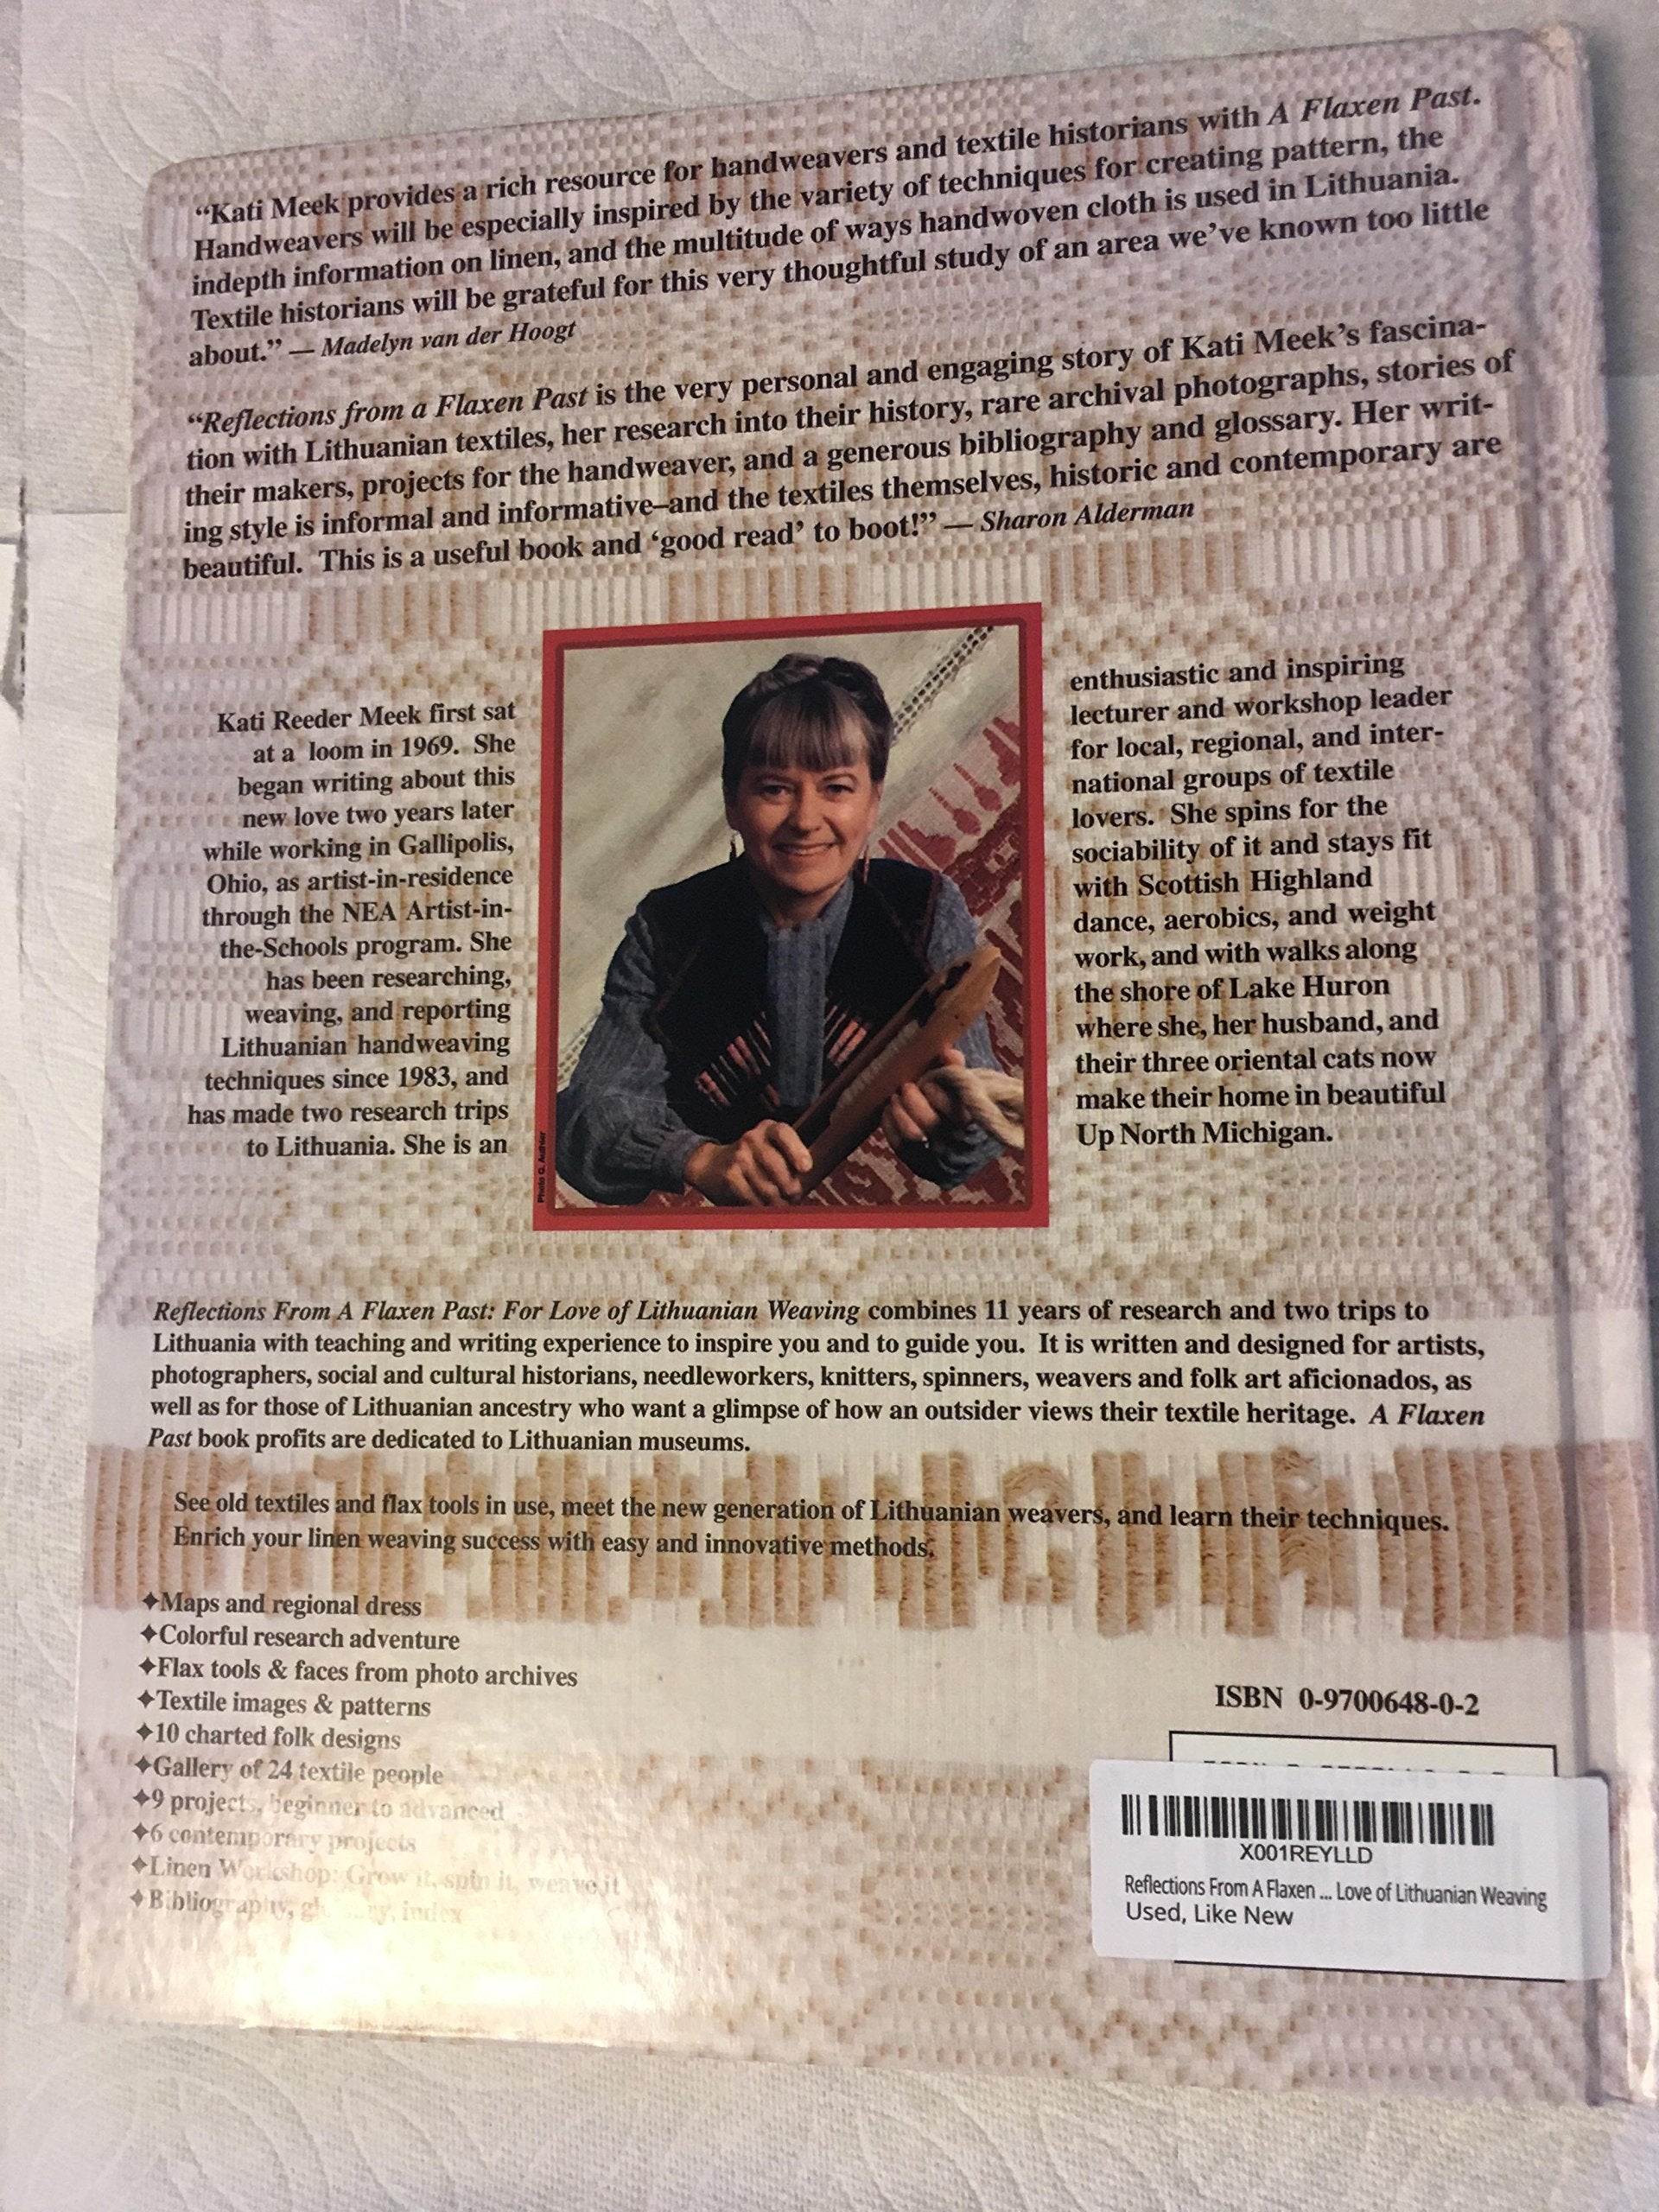 “Kati Meek provides a rich resource for handweavers and textile historians with A Flaxen Past.
Handweavers will be especially inspired by the variety of techniques for creating pattern, the
indepth information on linen, and the multitude of ways handwoven cloth is used in Lithuania.
Textile historians will be grateful for this very thoughtful study of an area we’ve known too little
about.” — Madelyn van der Hoogt
“Reflections from a Flaxen Past is the very personal and engaging story of Kati Meek’s fascina-
tion with Lithuanian textiles, her research into their history, rare archival photographs, stories of
their makers, projects for the handweaver, and a generous bibliography and glossary. Her writ-
ing style is informal and informative–and the textiles themselves, historic and contemporary are
beautiful. This is a useful book and ‘good read’ to boot!” — Sharon Alderman
Kati Reeder Meek first sat
at a loom in 1969. She
began writing about this
new love two years later
while working in Gallipolis,
Ohio, as artist-in-residence
through the NEA Artist-in-
the-Schools program. She
has been researching,
weaving, and reporting
Lithuanian handweaving
techniques since 1983, and
has made two research trips
to Lithuania. She is an
Photo G. Authier
enthusiastic and inspiring
lecturer and workshop leader
for local, regional, and inter-
national groups of textile
lovers. She spins for the
sociability of it and stays fit
with Scottish Highland
dance, aerobics, and weight
work, and with walks along
the shore of Lake Huron
where she, her husband, and
their three oriental cats now
make their home in beautiful
Up North Michigan.
Reflections From A Flaxen Past: For Love of Lithuanian Weaving combines 11 years of research and two trips to
Lithuania with teaching and writing experience to inspire you and to guide you. It is written and designed for artists,
photographers, social and cultural historians, needleworkers, knitters, spinners, weavers and folk art aficionados, as
well as for those of Lithuanian ancestry who want a glimpse of how an outsider views their textile heritage. A Flaxen
Past book profits are dedicated to Lithuanian museums.
See old textiles and flax tools in use, meet the new generation of Lithuanian weavers, and learn their techniques.
Enrich your linen weaving success with easy and innovative methods.
✦Maps and regional dress
✦Colorful research adventure
✦Flax tools & faces from photo archives
✦Textile images & patterns
✦10 charted folk designs
✦Gallery of 24 textile people
✦9 projects, beginner to advanced
✦6 contemporary projects
✦Linen Workshop: Grow it, spin it, weave it
✦Bibliography, glossary, index
ISBN 0-9700648-0-2
X001REYLLD
Reflections From A Flaxen ... Love of Lithuanian Weaving
Used, Like New